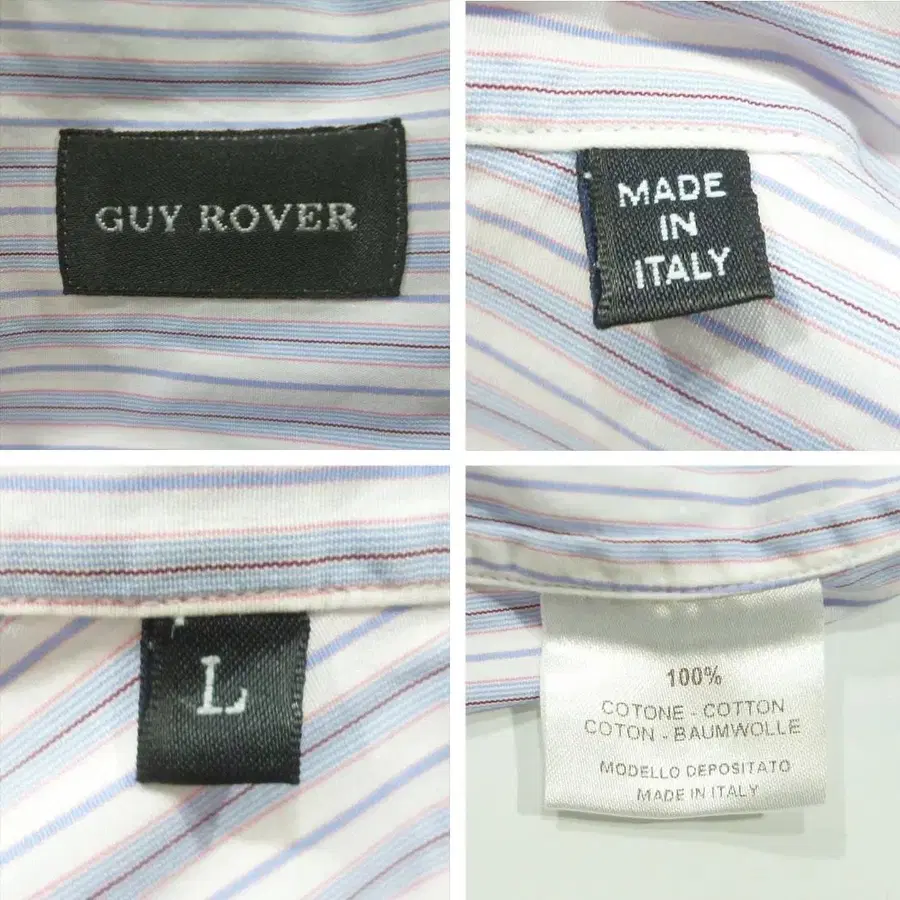 GUY ROVER
MADE
IN
ITALY
L
100%
COTONE - COTTON
COTON - BAUMWOLLE
MODELLO DEPOSITATO
MADE IN ITALY